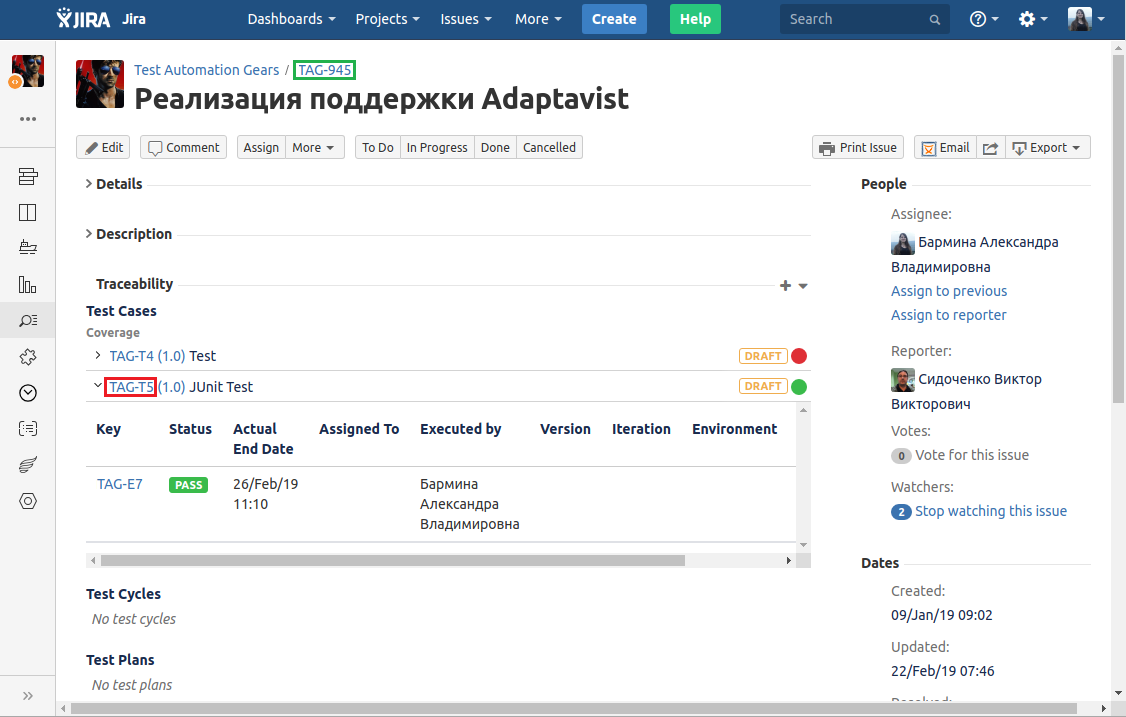 JIRA Jira Dashboards Projects Issues More Create Help Search
Test Automation Gears / TAG-945
Реализация поддержки Adaptavist
Edit Comment Assign More To Do In Progress Done Cancelled Print Issue Email Export
Details
Description
Traceability
Test Cases
Coverage
TAG-T4 (1.0) Test DRAFT
TAG-T5 (1.0) JUnit Test DRAFT
Key Status Actual End Date Assigned To Executed by Version Iteration Environment
TAG-E7 PASS 26/Feb/19 11:10 Бармина Александра Владимировна
Test Cycles
No test cycles
Test Plans
No test plans
People
Assignee:
Бармина Александра
Владимировна
Assign to previous
Assign to reporter
Reporter:
Сидоченко Виктор
Викторович
Votes:
0 Vote for this issue
Watchers:
2 Stop watching this issue
Dates
Created:
09/Jan/19 09:02
Updated:
22/Feb/19 07:46